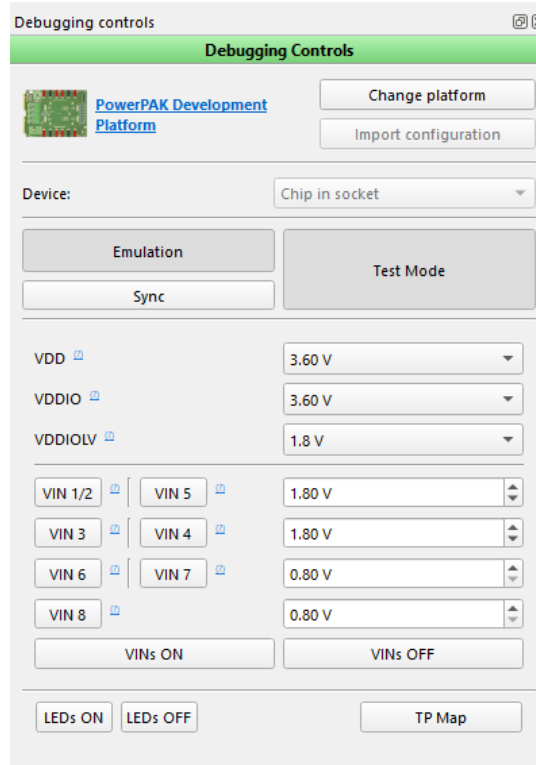 Debugging controls
Debugging Controls
PowerPAK Development
Platform
Change platform
Import configuration
Device:
Chip in socket
Emulation
Sync
Test Mode
VDD
3.60 V
VDDIO
3.60 V
VDDIOLV
1.8 V
VIN 1/2
VIN 5
1.80 V
VIN 3
VIN 4
1.80 V
VIN 6
VIN 7
0.80 V
VIN 8
0.80 V
VINs ON
VINs OFF
LEDs ON
LEDs OFF
TP Map